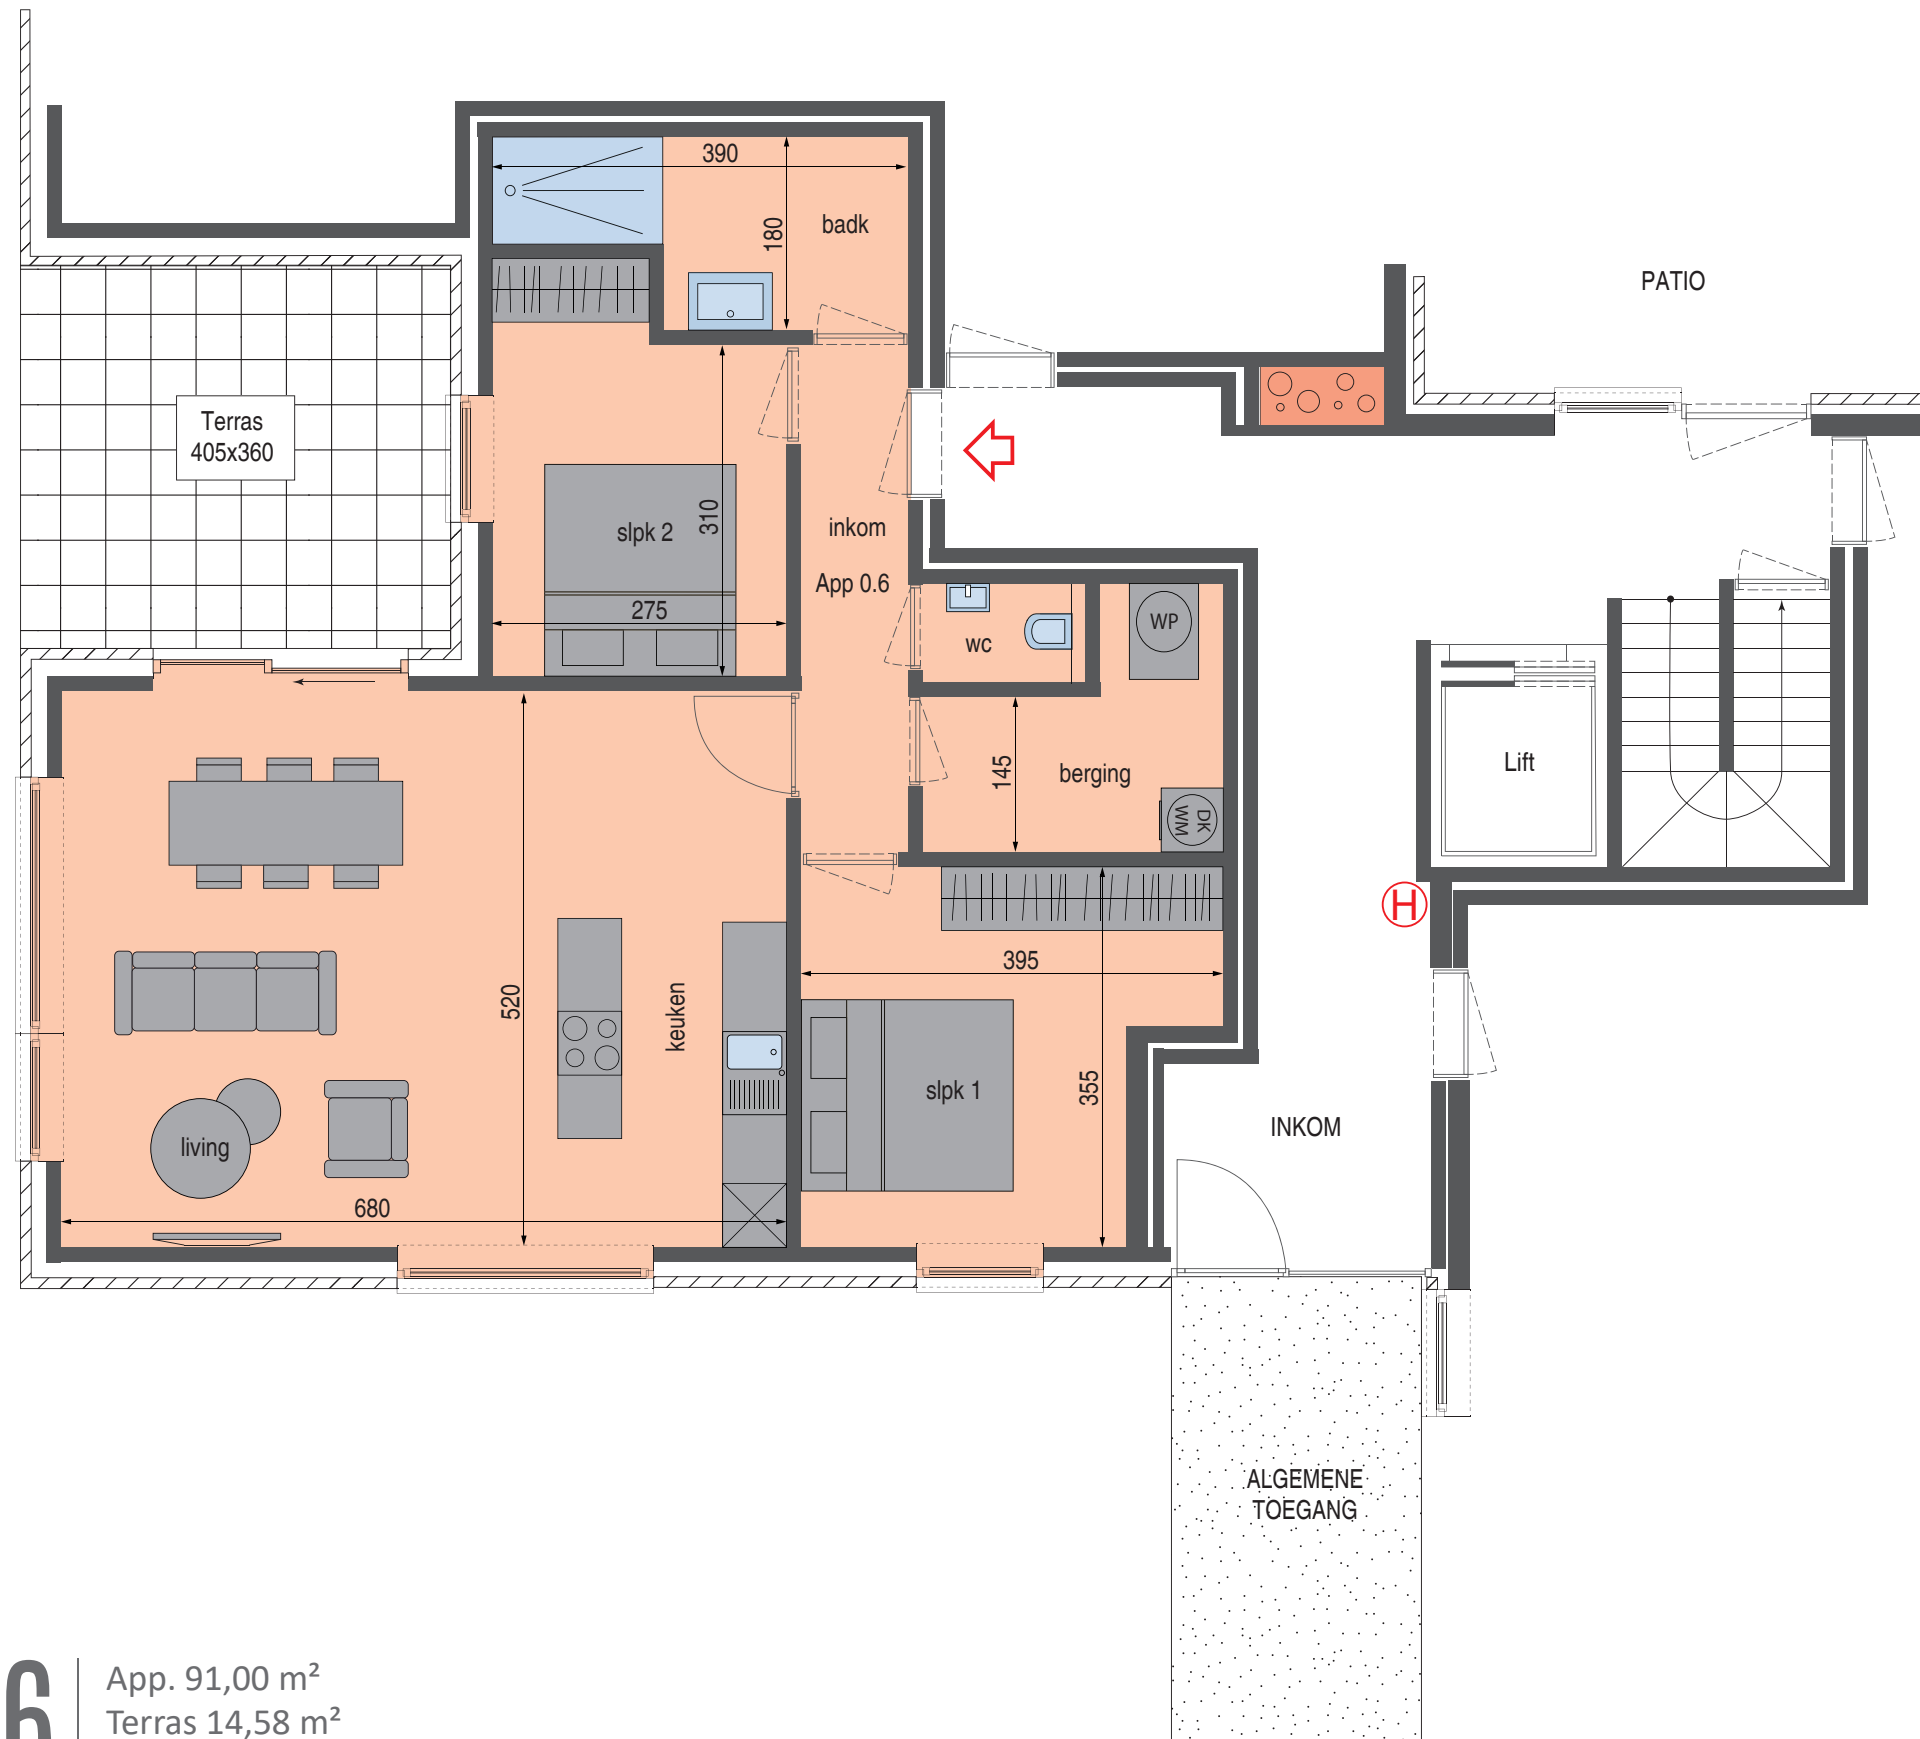 390
180
badk
PATIO
Terras
405x360
slpk 2
310
inkom
App 0.6
275
wc
WP
Lift
145
berging
DK
WM
H
395
520
keuken
slpk 1
355
living
INKOM
680
ALGEMENE
TOEGANG
6
App. 91,00 m²
Terras 14,58 m²